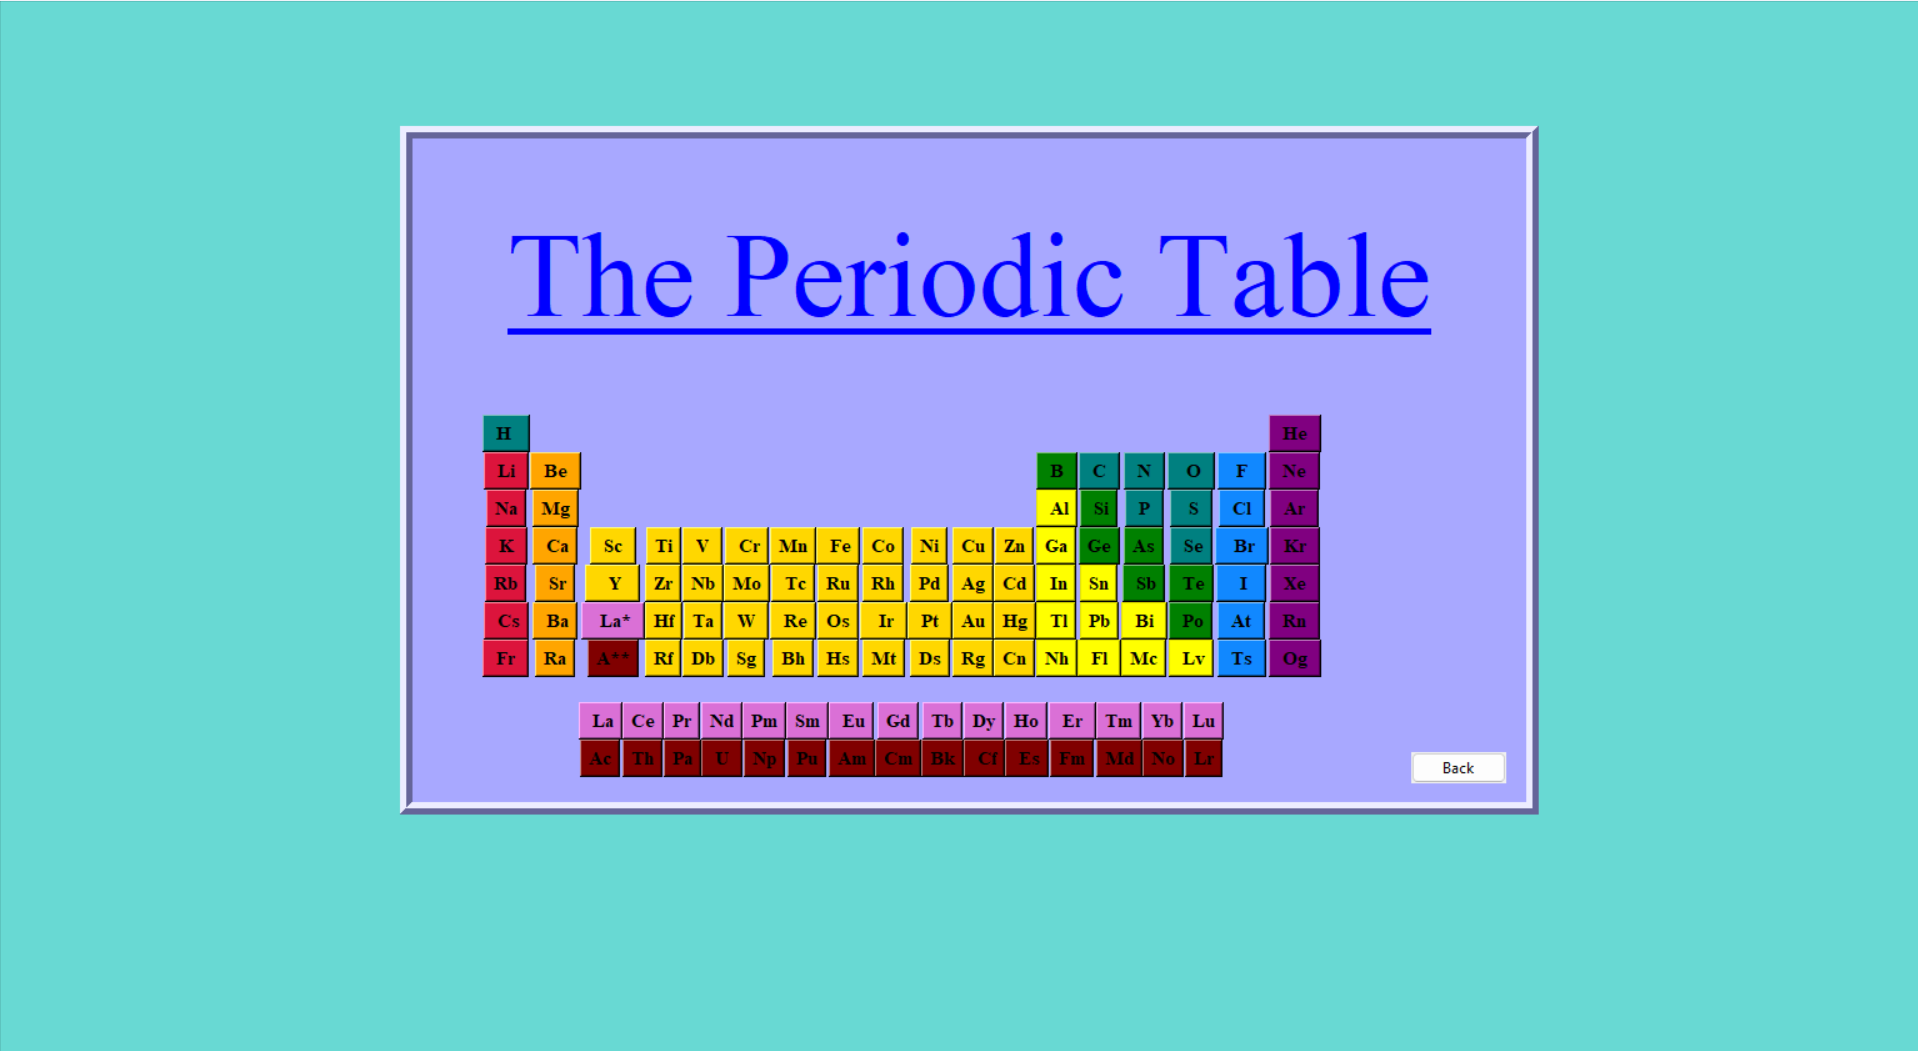 The Periodic Table
H He
Li Be B C N O F Ne
Na Mg Al Si P S Cl Ar
K Ca Sc Ti V Cr Mn Fe Co Ni Cu Zn Ga Ge As Se Br Kr
Rb Sr Y Zr Nb Mo Tc Ru Rh Pd Ag Cd In Sn Sb Te I Xe
Cs Ba La* Hf Ta W Re Os Ir Pt Au Hg Tl Pb Bi Po At Rn
Fr Ra A** Rf Db Sg Bh Hs Mt Ds Rg Cn Nh Fl Mc Lv Ts Og
La Ce Pr Nd Pm Sm Eu Gd Tb Dy Ho Er Tm Yb Lu
Ac Th Pa U Np Pu Am Cm Bk Cf Es Fm Md No Lr
Back